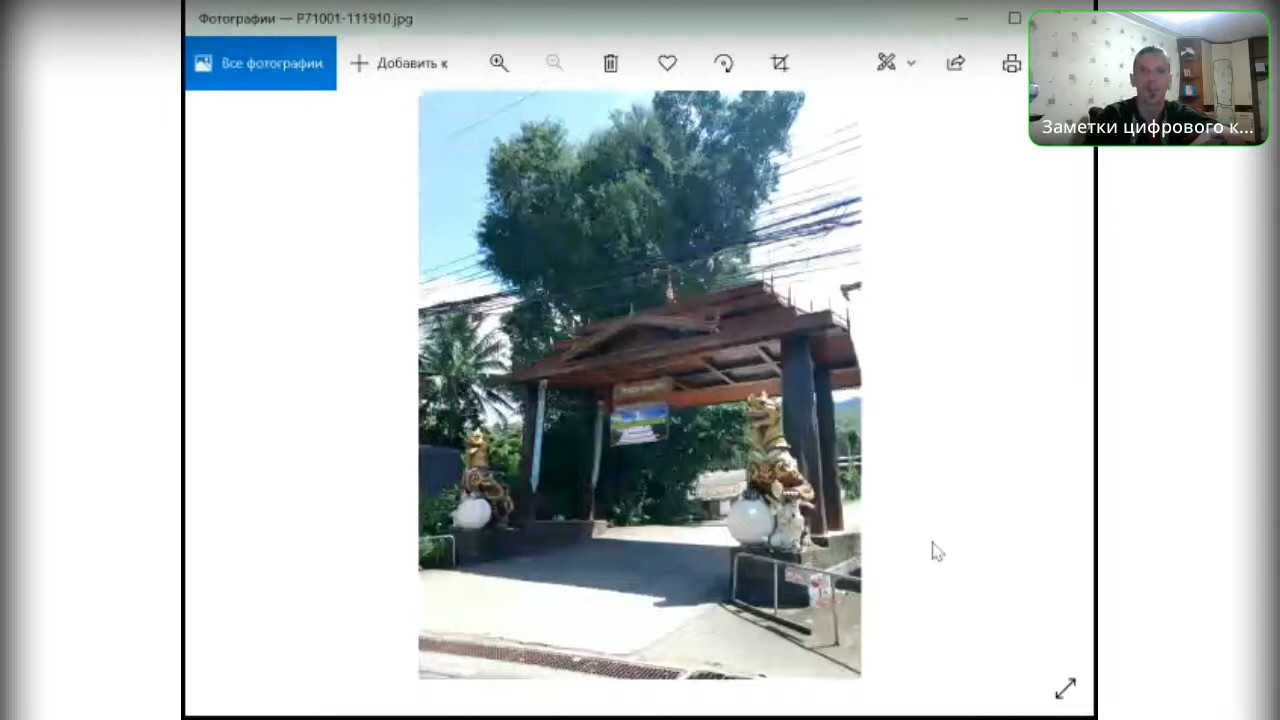 Фотографии — P71001-111910.jpg
Все фотографии
Добавить к
Заметки цифрового к...